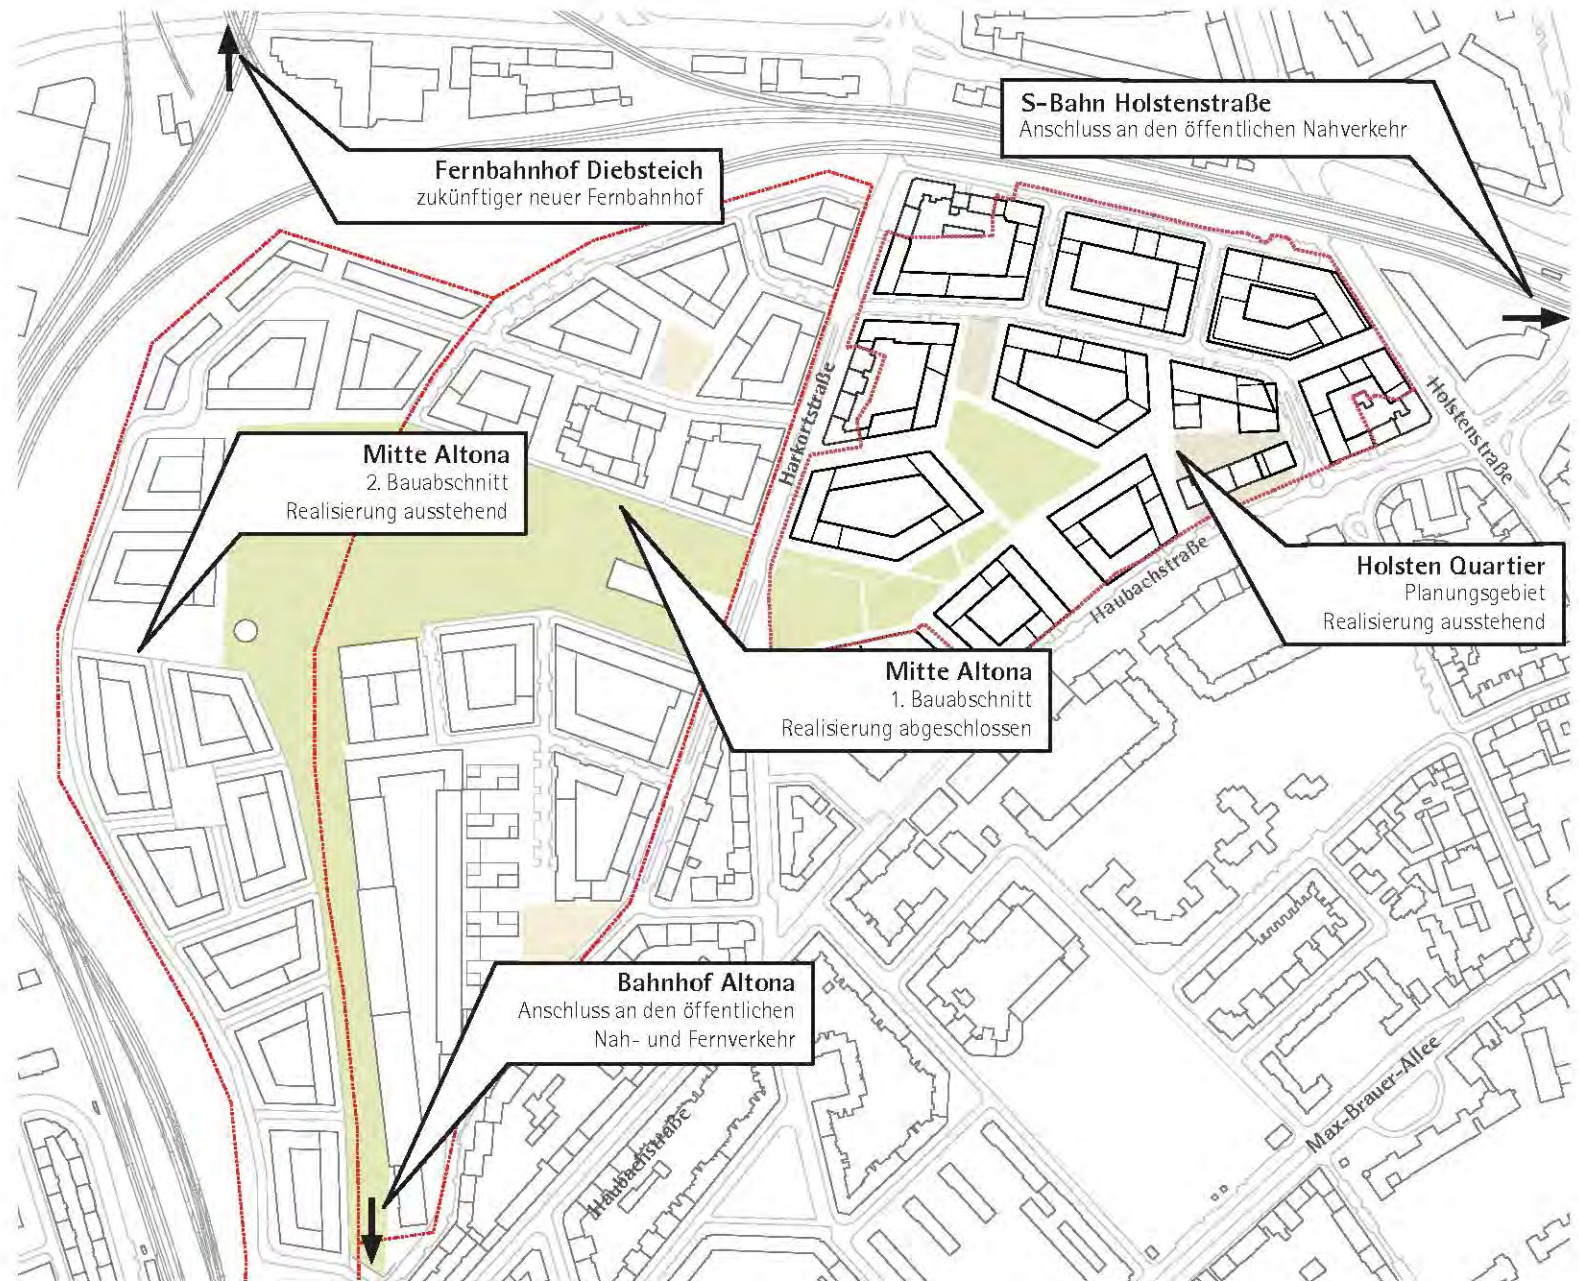 S-Bahn Holstenstraße
Anschluss an den öffentlichen Nahverkehr
Fernbahnhof Diebsteich
zukünftiger neuer Fernbahnhof
Harkortstraße
Holstenstraße
Mitte Altona
2. Bauabschnitt
Realisierung ausstehend
Haubachstraße
Holsten Quartier
Planungsgebiet
Realisierung ausstehend
Mitte Altona
1. Bauabschnitt
Realisierung abgeschlossen
Bahnhof Altona
Anschluss an den öffentlichen
Nah- und Fernverkehr
Max-Brauer-Allee
Haubachstraße